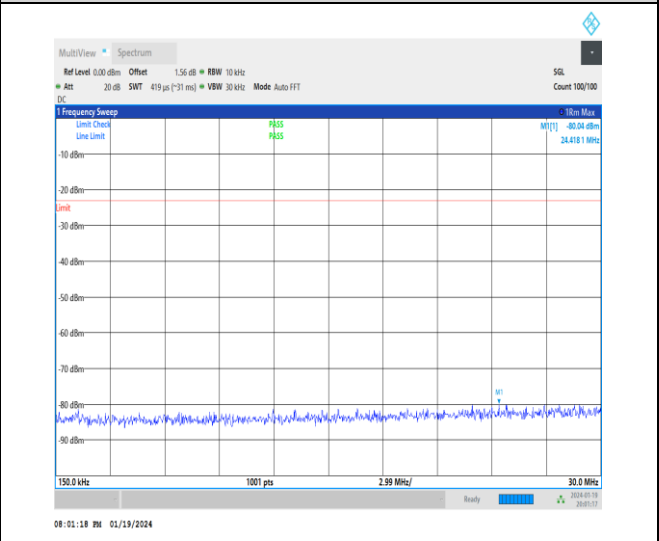 MultiView Spectrum
Ref Level 0.00 dBm Offset 1.56 dB RBW 10 kHz SGL
Att 20 dB SWT 419 µs (~31 ms) VBW 30 kHz Mode Auto FFT Count 100/100
DC
1 Frequency Sweep 1Rm Max
Limit Check PASS M1[1] -80.04 dBm
Line Limit PASS 24.418 1 MHz
-10 dBm
-20 dBm
Limit
-30 dBm
-40 dBm
-50 dBm
-60 dBm
-70 dBm
M1
-80 dBm
-90 dBm
150.0 kHz 1001 pts 2.99 MHz/ 30.0 MHz
Ready 2024-01-19
20:01:17
08:01:18 PM 01/19/2024